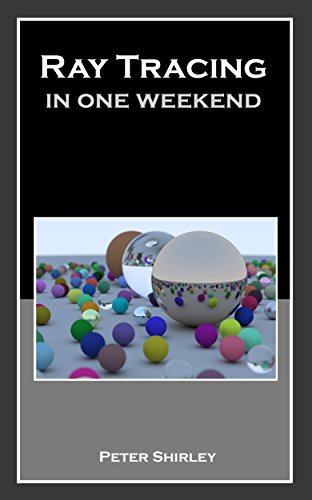 RAY TRACING
IN ONE WEEKEND
PETER SHIRLEY